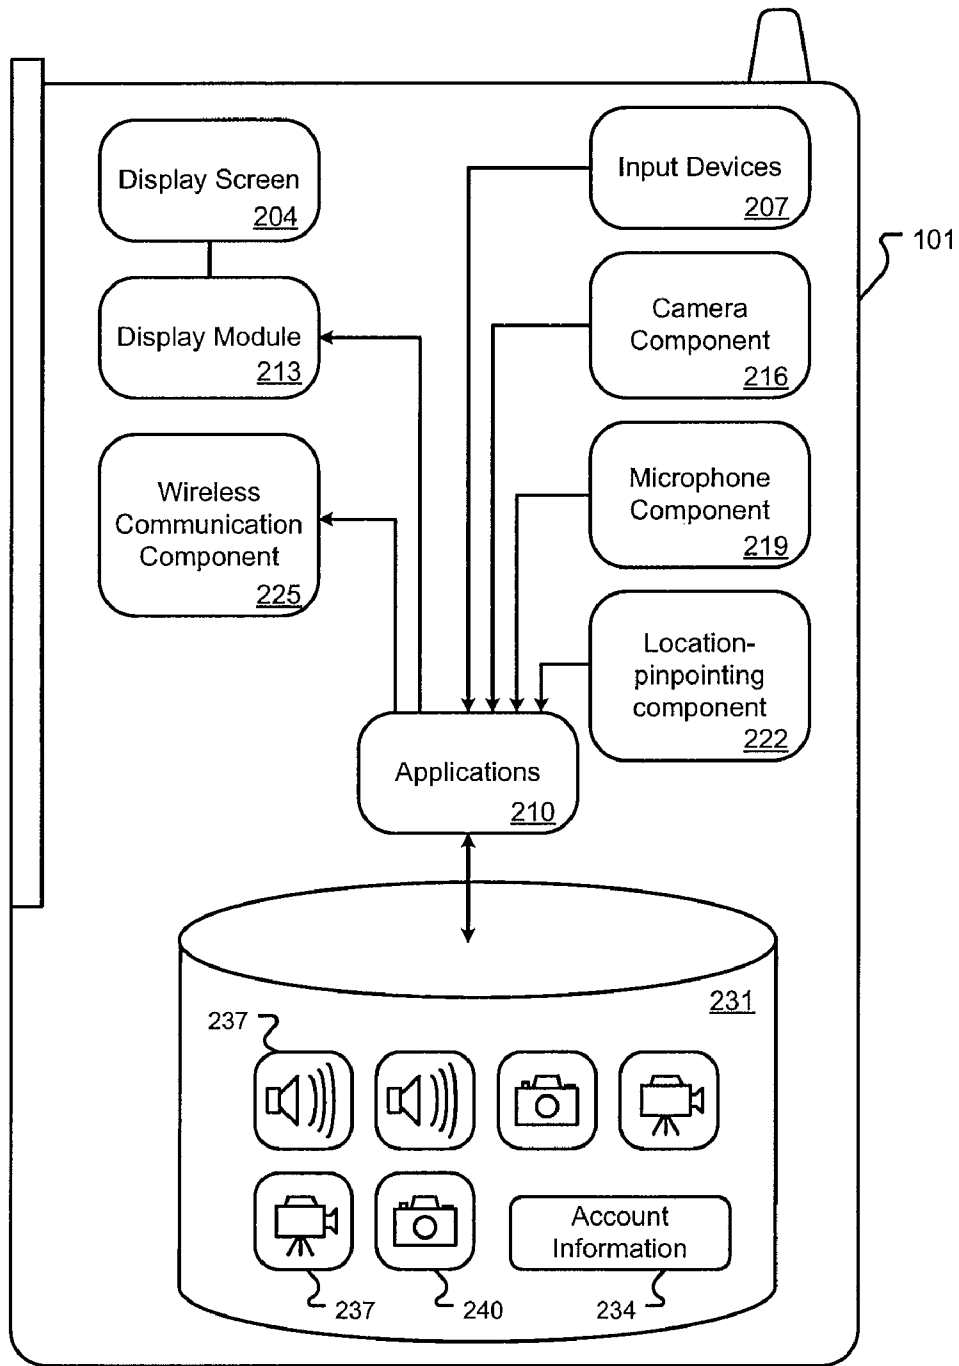 Display Screen
204
Input Devices
207
101
Display Module
213
Camera
Component
216
Wireless
Communication
Component
225
Microphone
Component
219
Location-
pinpointing
component
222
Applications
210
231
237
Account
Information
237
240
234